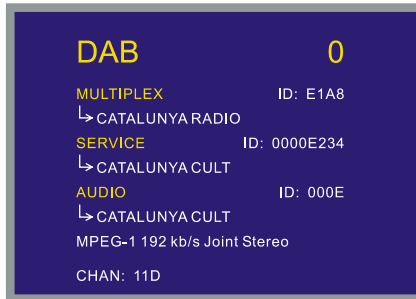 DAB 0
MULTIPLEX ID: E1A8
↳ CATALUNYA RADIO
SERVICE ID: 0000E234
↳ CATALUNYA CULT
AUDIO ID: 000E
↳ CATALUNYA CULT
MPEG-1 192 kb/s Joint Stereo
CHAN: 11D